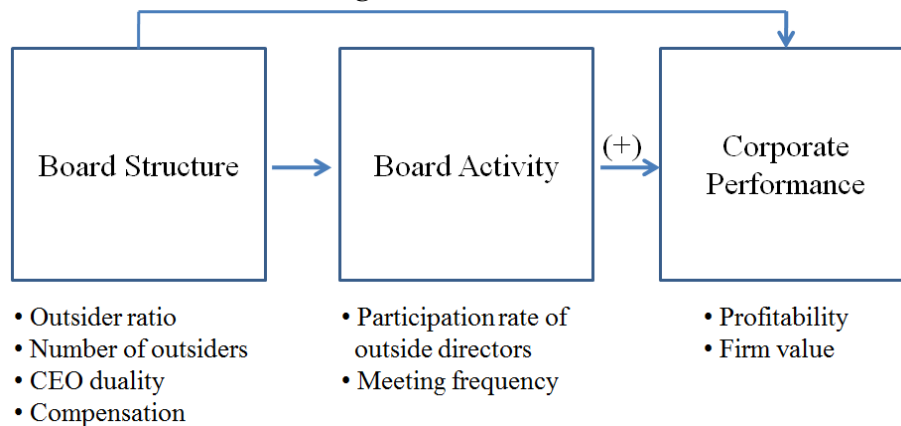 Board Structure
Board Activity
(+)
Corporate
Performance
• Outsider ratio
• Number of outsiders
• CEO duality
• Compensation
• Participation rate of
outside directors
• Meeting frequency
• Profitability
• Firm value